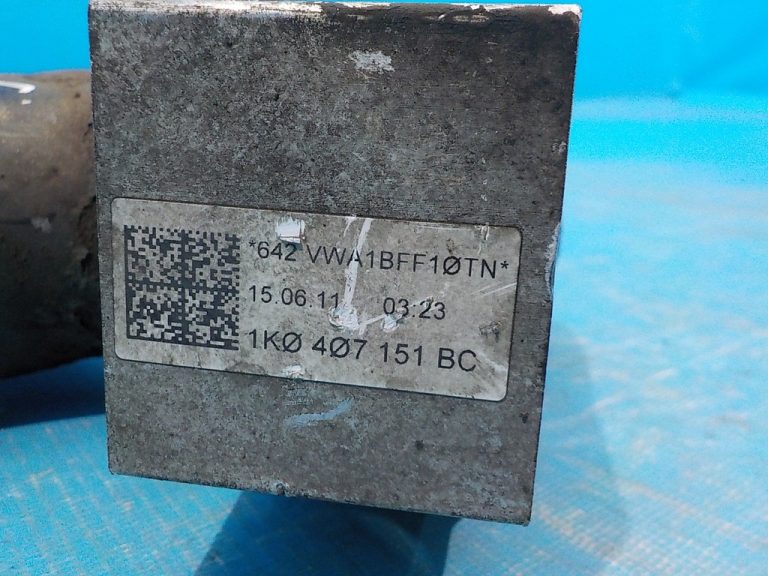 *642 VWA1BFF1ØTN*
15.06.11 03:23
1KØ 4Ø7 151 BC